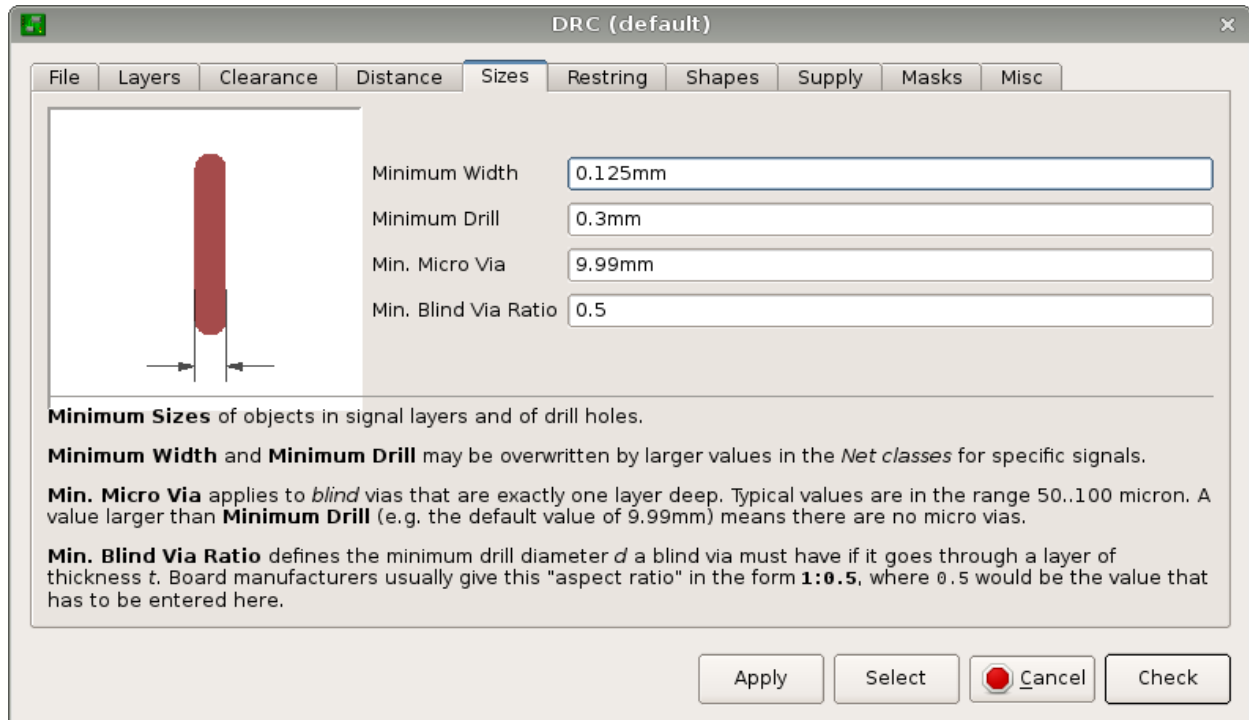 DRC (default)
File Layers Clearance Distance Sizes Restring Shapes Supply Masks Misc
Minimum Width 0.125mm
Minimum Drill 0.3mm
Min. Micro Via 9.99mm
Min. Blind Via Ratio 0.5
Minimum Sizes of objects in signal layers and of drill holes.
Minimum Width and Minimum Drill may be overwritten by larger values in the Net classes for specific signals.
Min. Micro Via applies to blind vias that are exactly one layer deep. Typical values are in the range 50..100 micron. A
value larger than Minimum Drill (e.g. the default value of 9.99mm) means there are no micro vias.
Min. Blind Via Ratio defines the minimum drill diameter d a blind via must have if it goes through a layer of
thickness t. Board manufacturers usually give this "aspect ratio" in the form 1:0.5, where 0.5 would be the value that
has to be entered here.
Apply Select Cancel Check